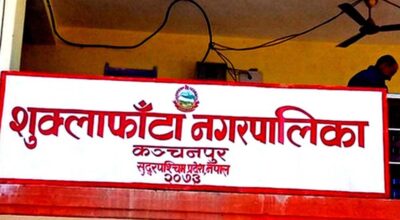 शुक्लाफाँटा नगरपालिका
कञ्चनपुर
सुदूरपश्चिम प्रदेश, नेपाल
२०७३